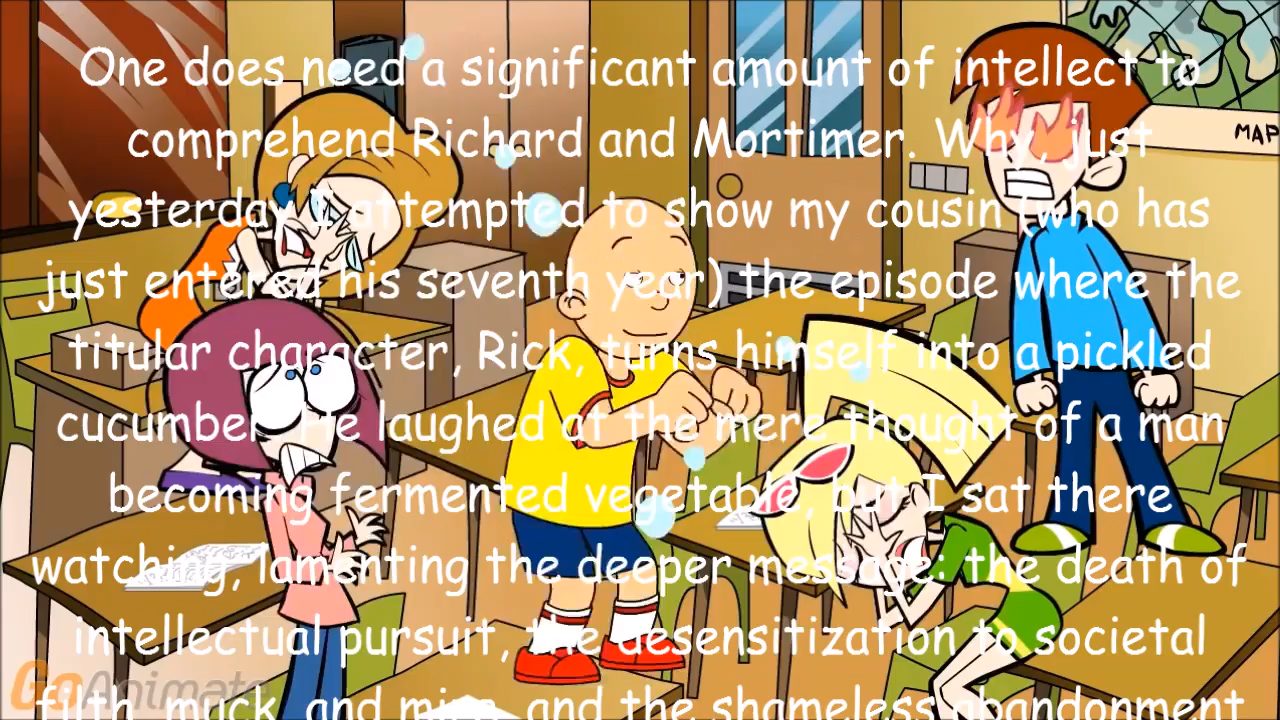 One does need a significant amount of intellect to
comprehend Richard and Mortimer. Why, just
yesterday I attempted to show my cousin (who has
just entered his seventh year) the episode where the
titular character, Rick, turns himself into a pickled
cucumber. He laughed at the mere thought of a man
becoming fermented vegetable, but I sat there
watching, lamenting the deeper message: the death of
intellectual pursuit, the desensitization to societal
filth, muck, and mire, and the shameless abandonment
MAP
GoAnimate